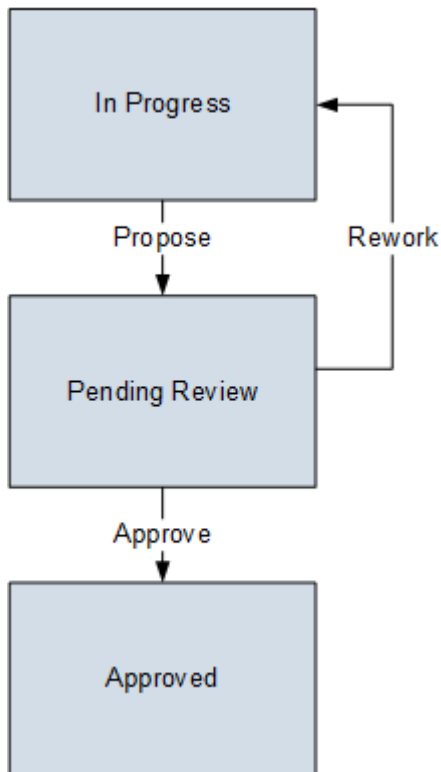 In Progress
Propose
Rework
Pending Review
Approve
Approved